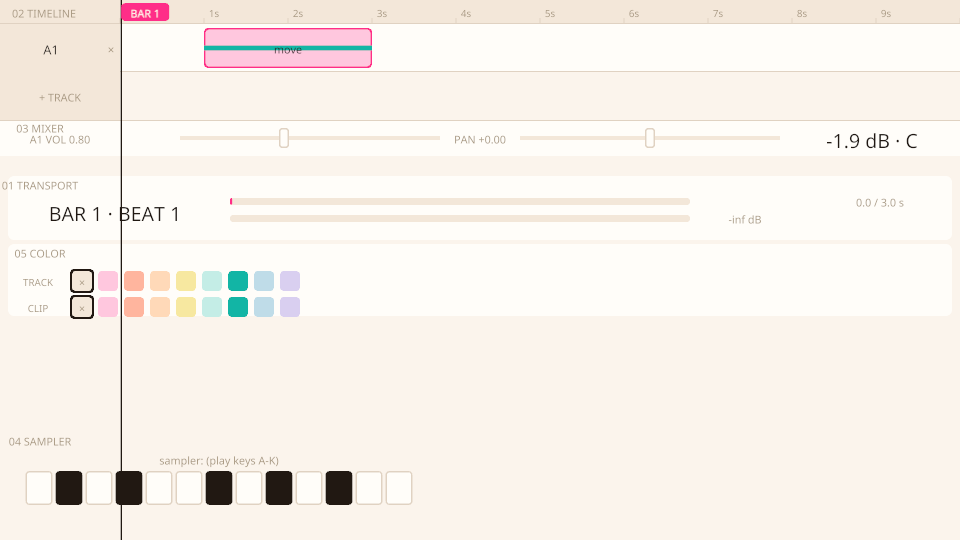 02 TIMELINE BAR 1 1s 2s 3s 4s 5s 6s 7s 8s 9s
A1 × move
+ TRACK
03 MIXER
A1 VOL 0.80 PAN +0.00 -1.9 dB · C
01 TRANSPORT
BAR 1 · BEAT 1 0.0 / 3.0 s
-inf dB
05 COLOR
TRACK ×
CLIP ×
04 SAMPLER
sampler: (play keys A-K)